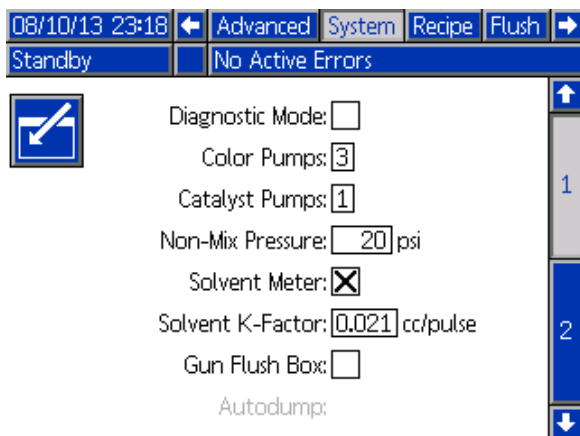 08/10/13 23:18 Advanced System Recipe Flush
Standby No Active Errors
Diagnostic Mode:
Color Pumps: 3
1
Catalyst Pumps: 1
Non-Mix Pressure: 20 psi
Solvent Meter:
Solvent K-Factor: 0.021 cc/pulse
2
Gun Flush Box:
Autodump: